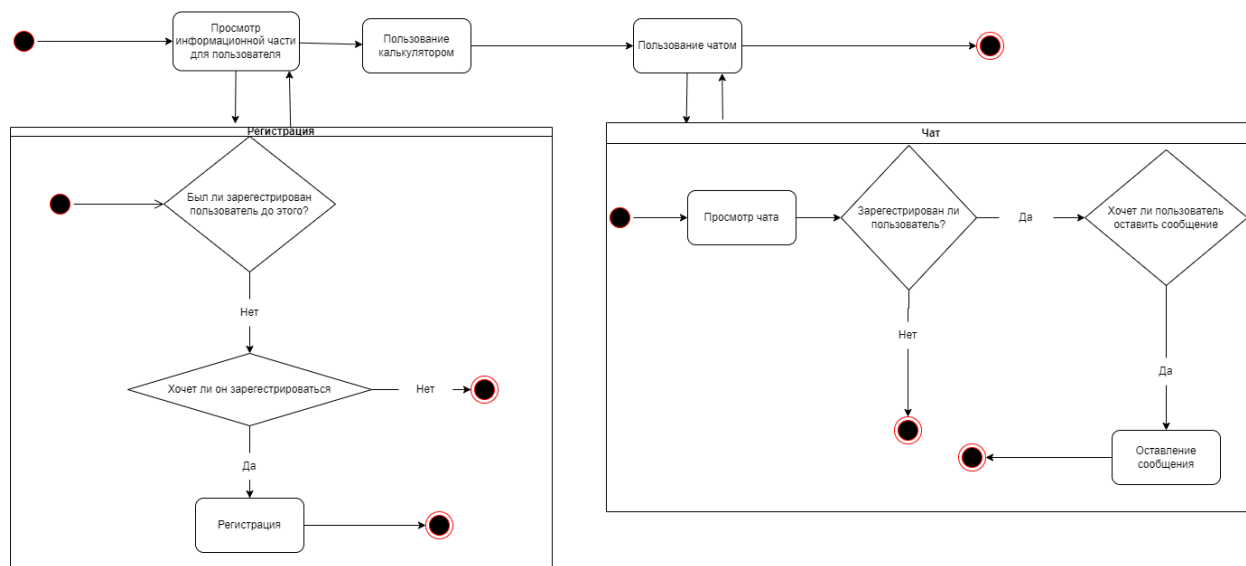 Просмотр
информационной части
для пользователя
Пользование
калькулятором
Пользование чатом
Регистрация
Был ли зарегестрирован
пользователь до этого?
Нет
Хочет ли он зарегестрироваться
Нет
Да
Регистрация
Чат
Просмотр чата
Зарегестрирован ли
пользователь?
Да
Хочет ли пользователь
оставить сообщение
Нет
Да
Оставление
сообщения